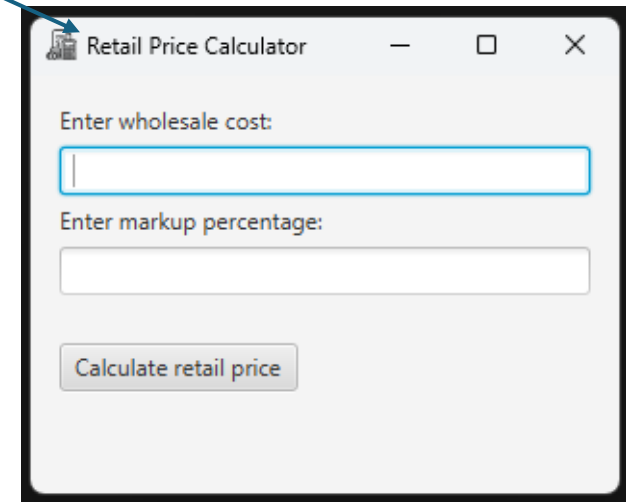 Retail Price Calculator
Enter wholesale cost:
Enter markup percentage:
Calculate retail price